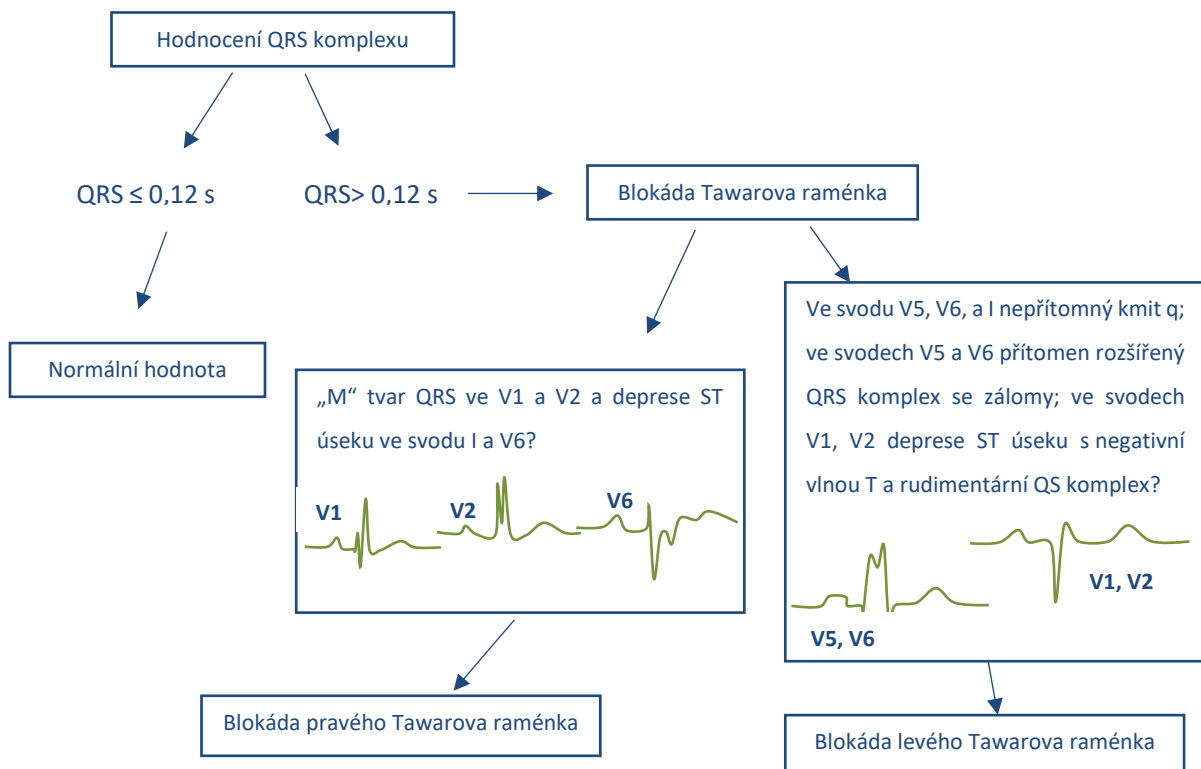 Hodnocení QRS komplexu
QRS ≤ 0,12 s
QRS> 0,12 s
Blokáda Tawarova raménka
Normální hodnota
„M“ tvar QRS ve V1 a V2 a deprese ST
úseku ve svodu I a V6?
V1
V2
V6
Ve svodu V5, V6, a I nepřítomný kmit q;
ve svodech V5 a V6 přítomen rozšířený
QRS komplex se zálomy; ve svodech
V1, V2 deprese ST úseku s negativní
vlnou T a rudimentární QS komplex?
V1, V2
V5, V6
Blokáda pravého Tawarova raménka
Blokáda levého Tawarova raménka